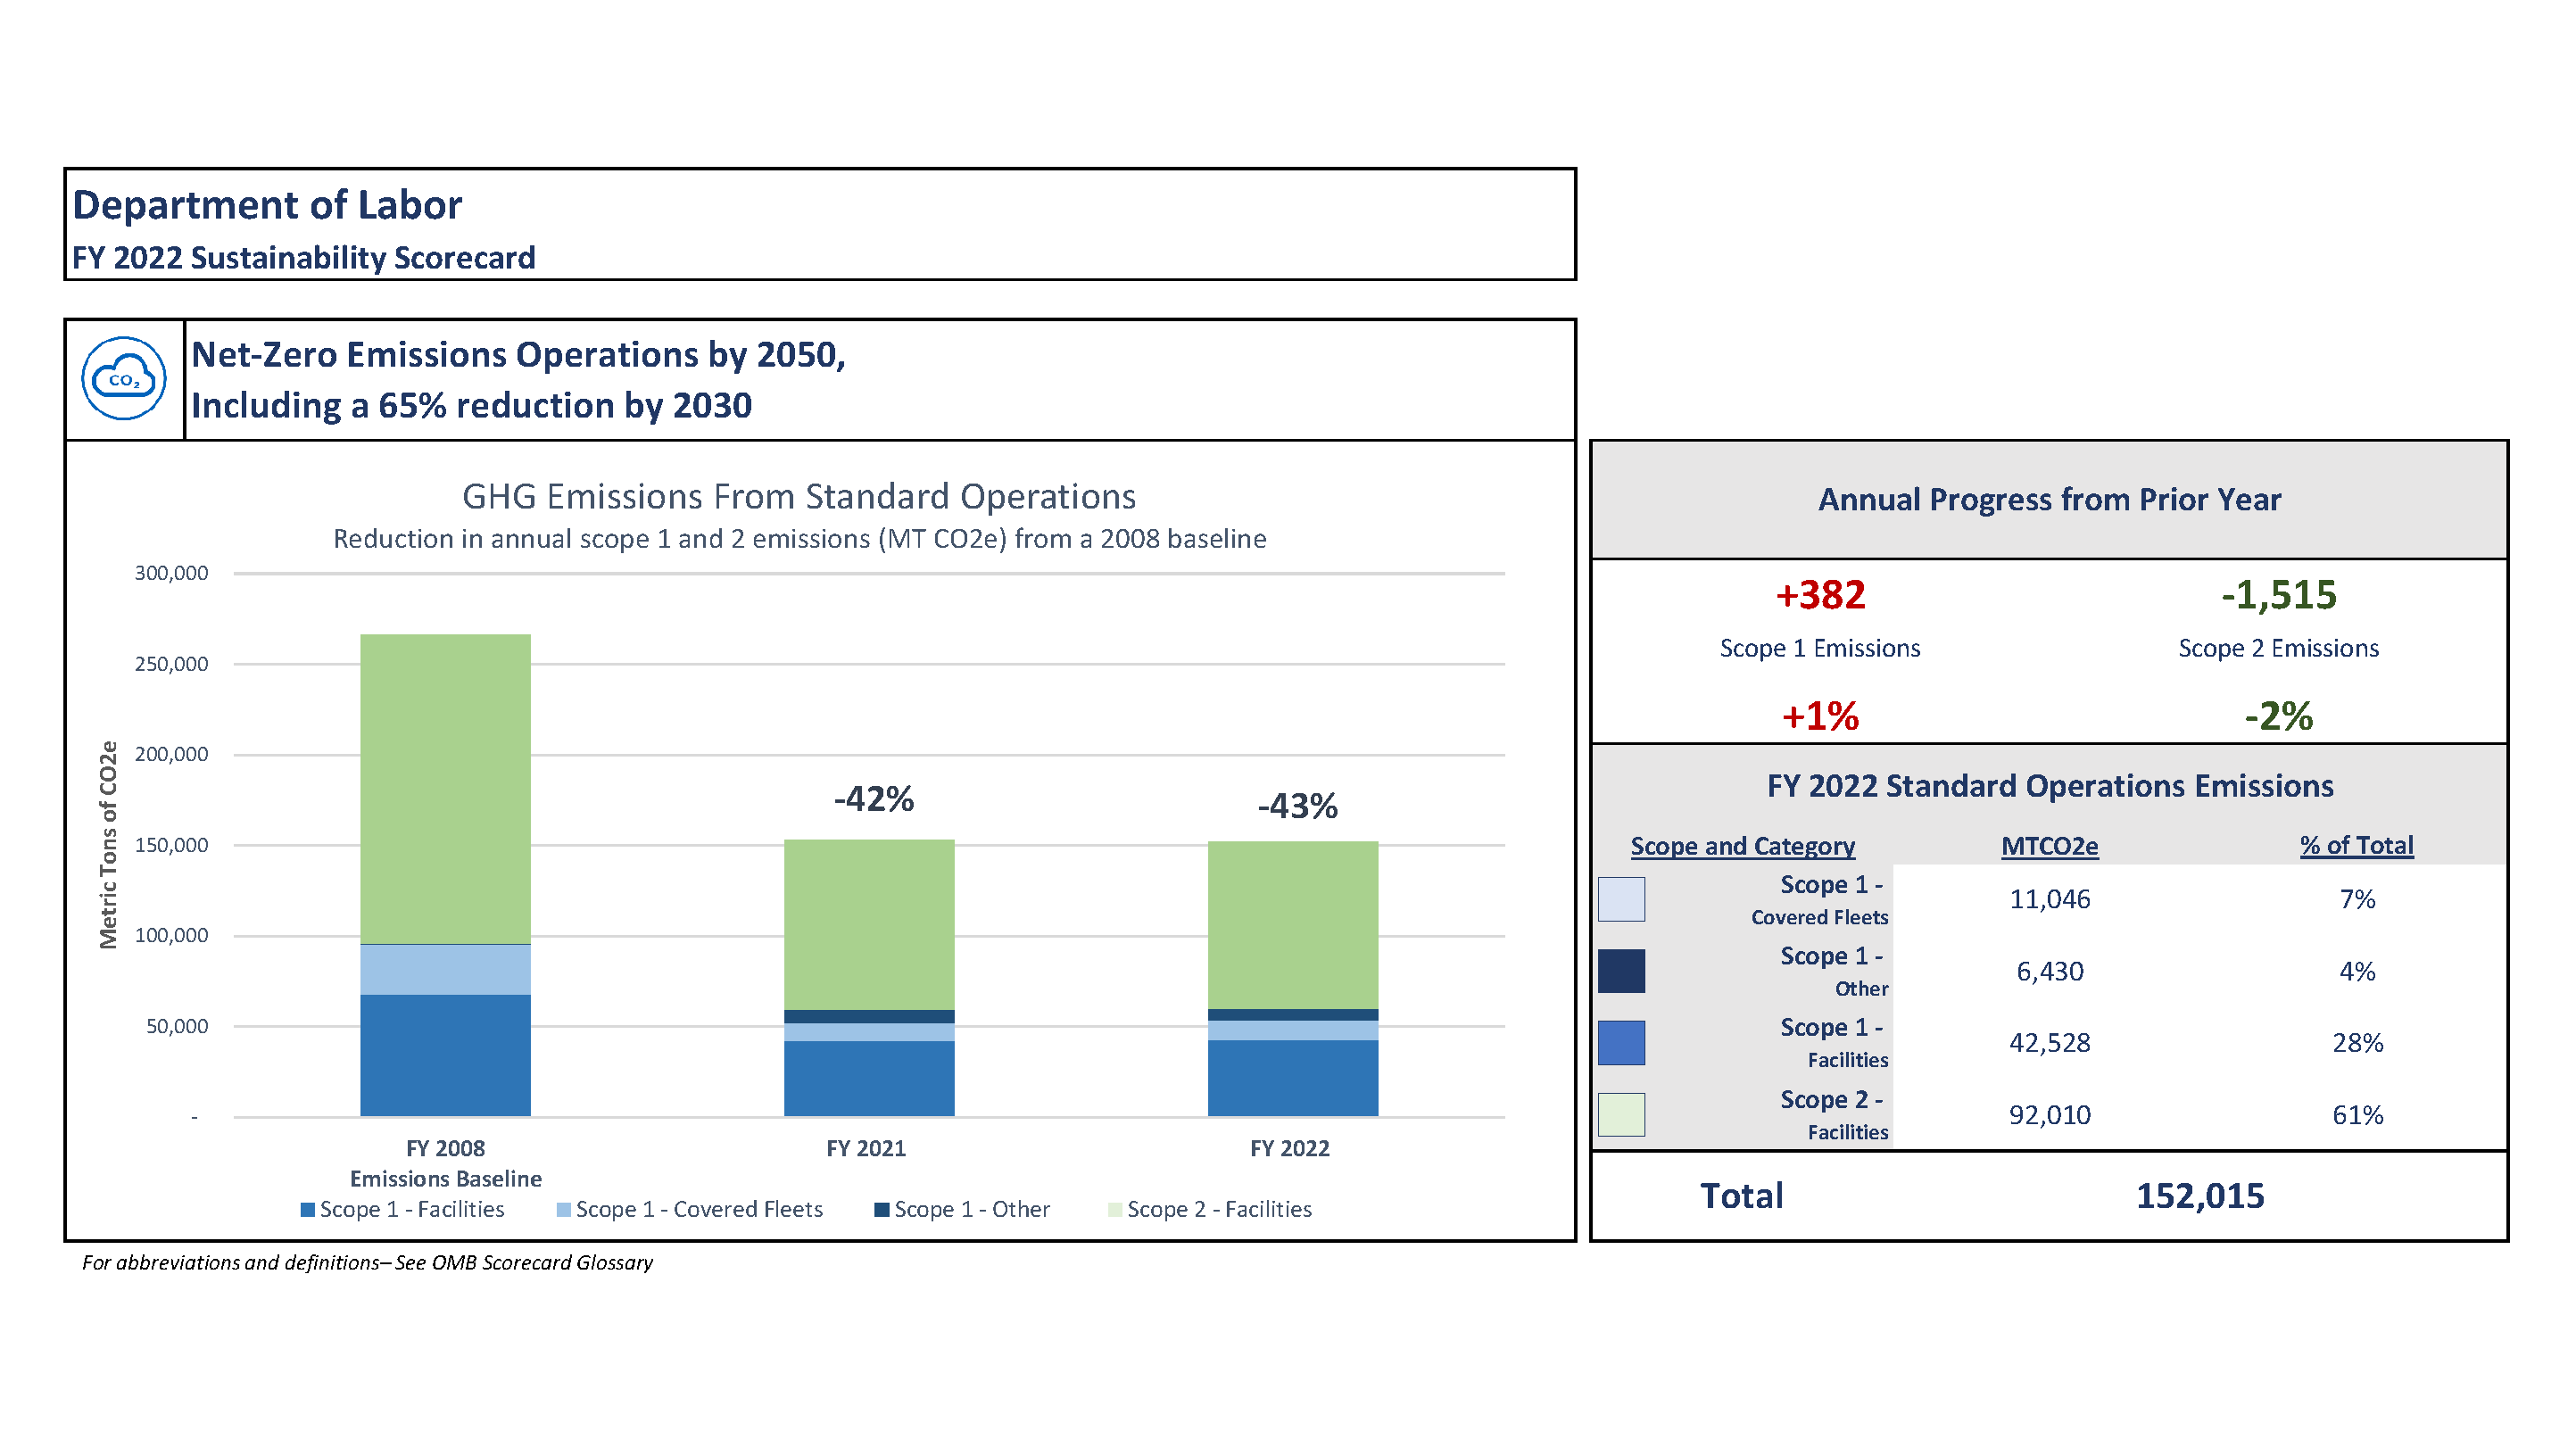 Department of Labor
FY 2022 Sustainability Scorecard
CO₂
Net-Zero Emissions Operations by 2050,
Including a 65% reduction by 2030
GHG Emissions From Standard Operations
Reduction in annual scope 1 and 2 emissions (MT CO2e) from a 2008 baseline
Metric Tons of CO2e
300,000
250,000
200,000
150,000
100,000
50,000
-
-42%
-43%
FY 2008
Emissions Baseline
FY 2021
FY 2022
Scope 1 - Facilities
Scope 1 - Covered Fleets
Scope 1 - Other
Scope 2 - Facilities
Annual Progress from Prior Year
+382
-1,515
Scope 1 Emissions
Scope 2 Emissions
+1%
-2%
FY 2022 Standard Operations Emissions
Scope and Category MTCO2e % of Total
Scope 1 -
Covered Fleets
11,046 7%
Scope 1 -
Other
6,430 4%
Scope 1 -
Facilities
42,528 28%
Scope 2 -
Facilities
92,010 61%
Total 152,015
For abbreviations and definitions– See OMB Scorecard Glossary